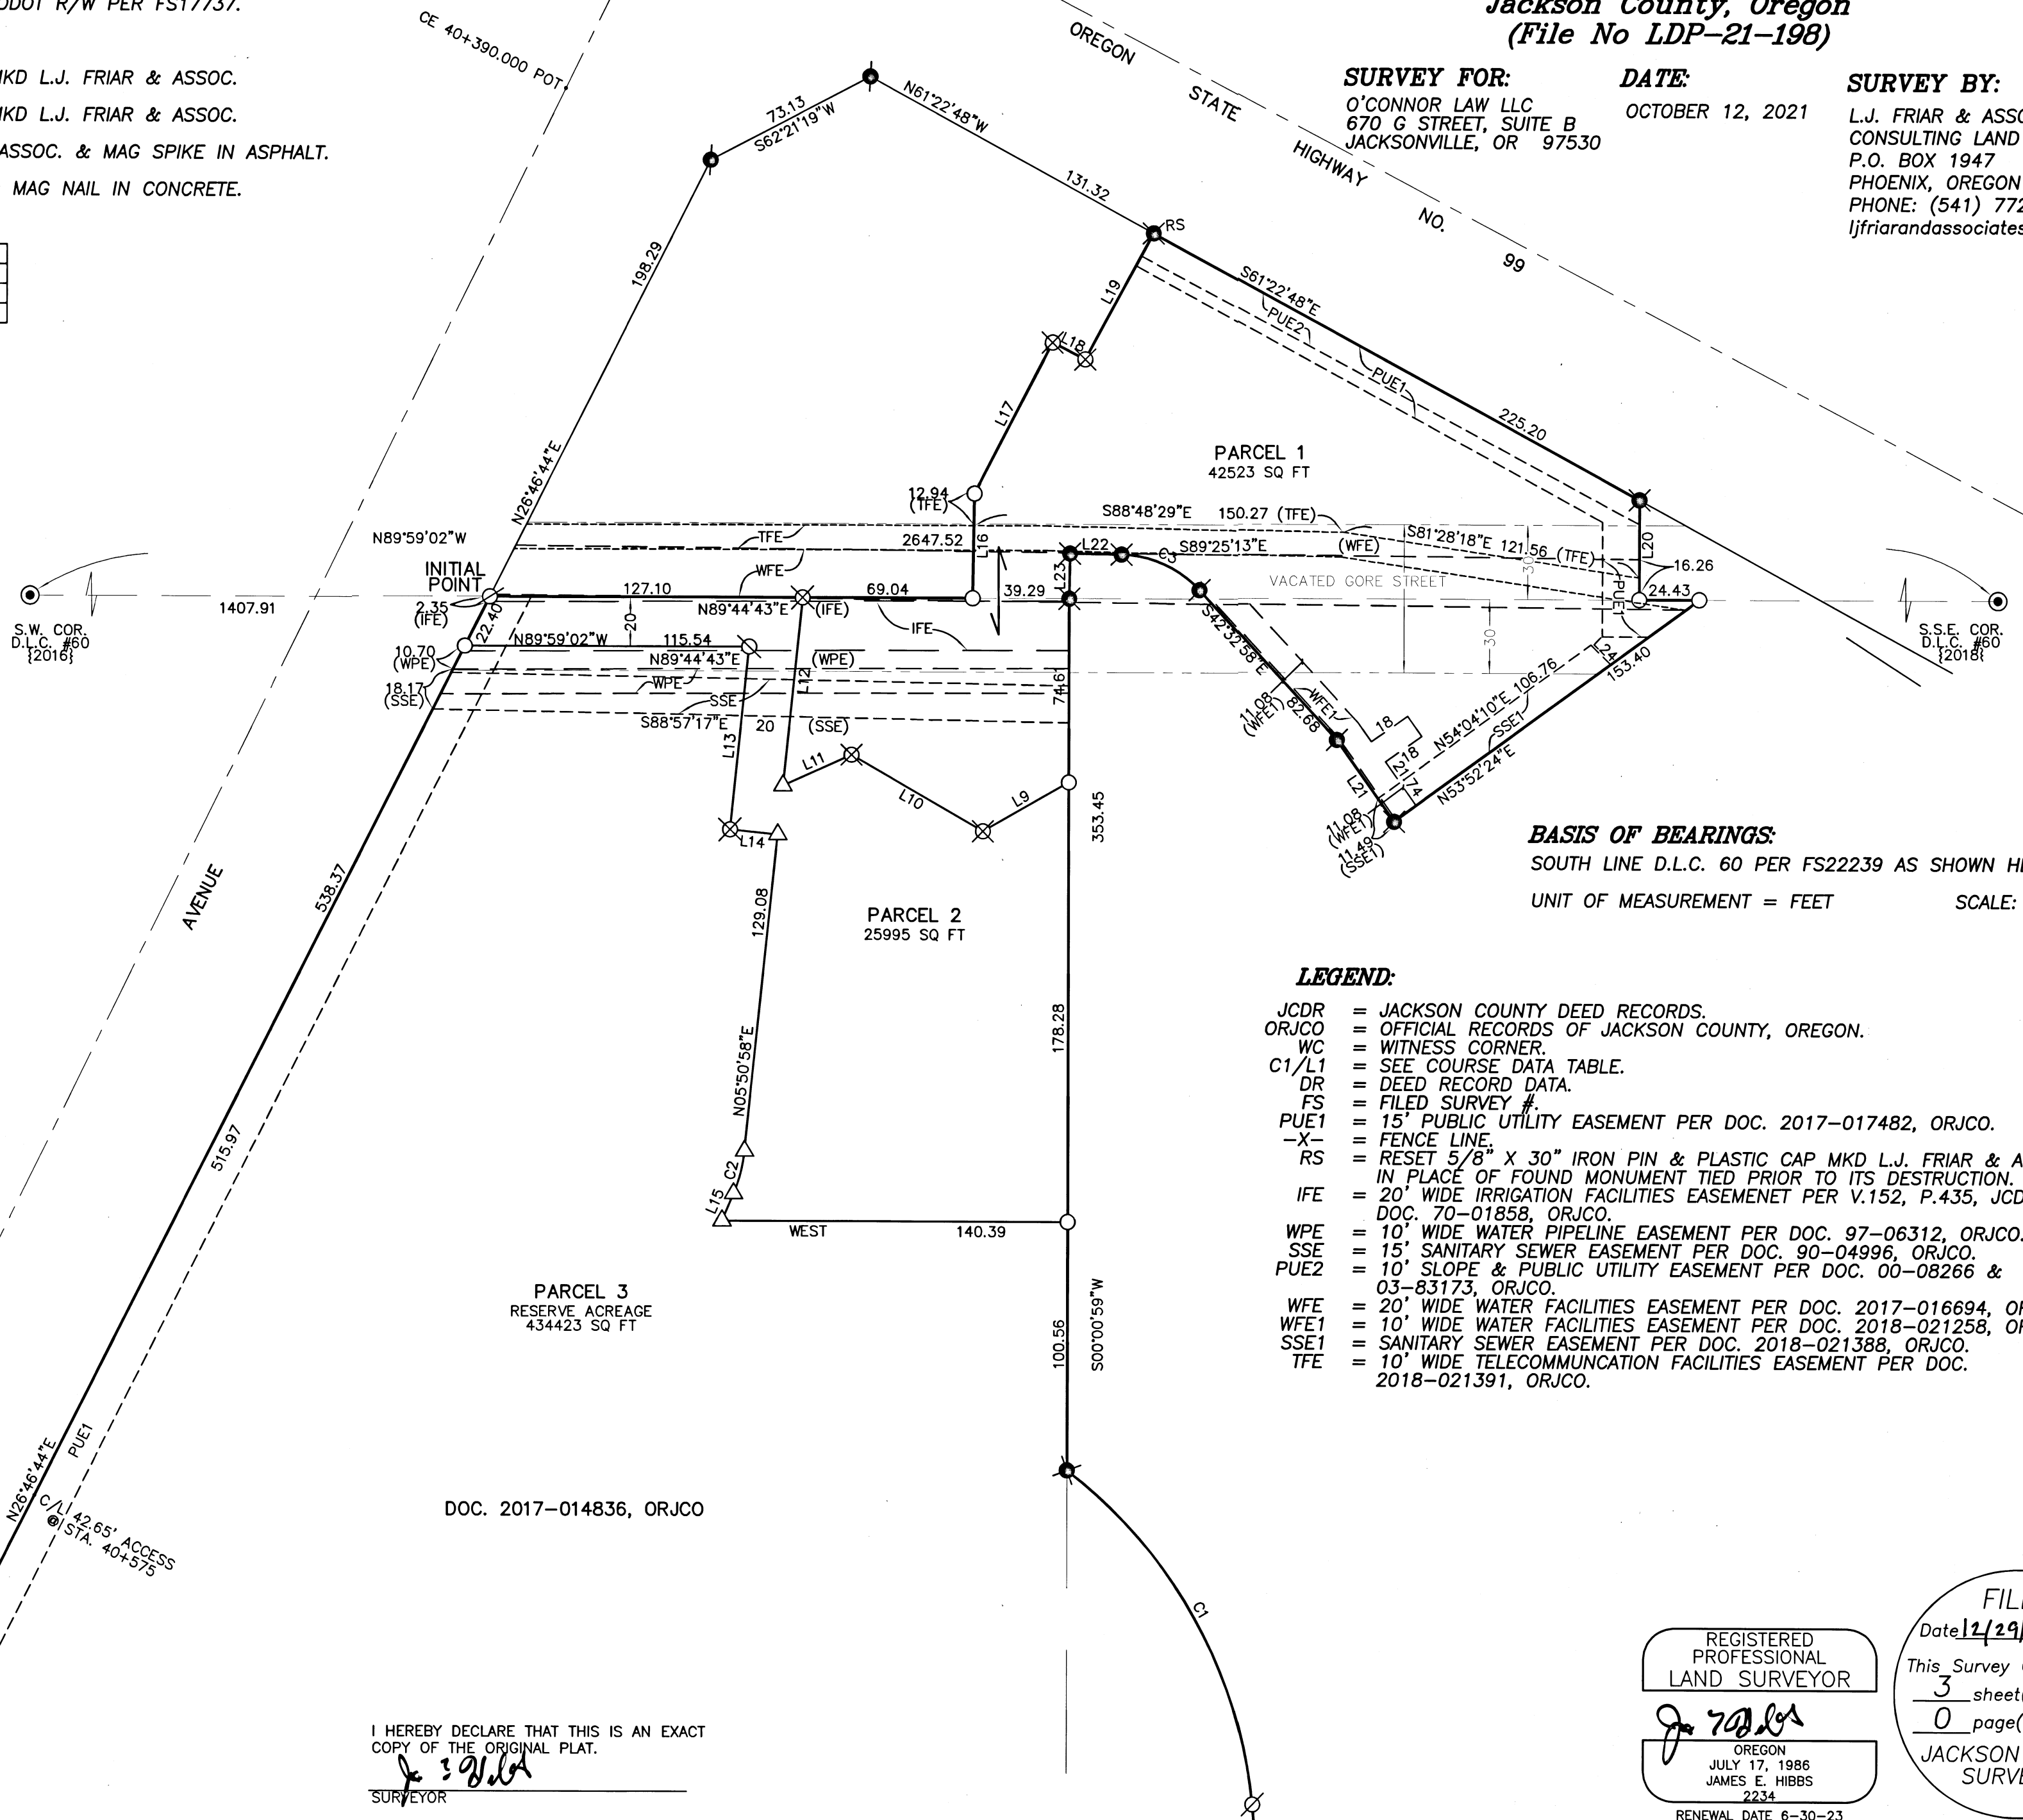 R/W PER FS17737.
MKD L.J. FRIAR & ASSOC.
MKD L.J. FRIAR & ASSOC.
ASSOC. & MAG SPIKE IN ASPHALT.
MAG NAIL IN CONCRETE.
Jackson County, Oregon
(File No LDP-21-198)
SURVEY FOR:
O'CONNOR LAW LLC
670 G STREET, SUITE B
JACKSONVILLE, OR 97530
DATE:
OCTOBER 12, 2021
SURVEY BY:
L.J. FRIAR &
CONSULTING LAND
P.O. BOX 1947
PHOENIX, OREGON
PHONE: (541)
CE 40+390.000 POT
OREGON
STATE
HIGHWAY
NO.
99
73.13
S62°21'19"W
N61°22'48"W
131.32
RS
198.29
N26°46'44"E
L19
L18
L17
S61°22'48"E
PUE2
PUE1
225.20
PARCEL 1
42523 SQ FT
12.94
(TFE)
S88°48'29"E 150.27 (TFE)
S81°28'18"E 121.56 (TFE)
N89°59'02"W
TFE
2647.52
L16
L22
C3
S89°25'13"E
(WFE)
30
L20
16.26
INITIAL
POINT
WFE
L23
VACATED GORE STREET
PUE1
24.43
1407.91
2.35
(IFE)
127.10
N89°44'43"E
(IFE)
69.04
39.29
IFE
S.W. COR.
D.L.C. #60
{2016}
S.S.E. COR.
D.L.C. #60
{2018}
22.40
20
N89°59'02"W
115.54
10.70
(WPE)
N89°44'43"E
(WPE)
L12
74.61
WPE
18.17
(SSE)
SSE
S88°57'17"E
20
(SSE)
30
L24
153.40
S42°32'58"E
WFE1
11.08
(WFE1)
82.68
18
18
N54°04'10"E 106.76
SSE1
N53°52'24"E
21.74
L21
11.08
(WFE1)
11.49
(SSE1)
L13
L11
L10
L9
L14
353.45
538.37
AVENUE
129.08
N05°50'58"E
PARCEL 2
25995 SQ FT
178.28
C2
L15
WEST
140.39
515.97
PARCEL 3
RESERVE ACREAGE
434423 SQ FT
100.56
S00°00'59"W
PUE1
N26°46'44"E
C/L 42.65' ACCESS
@ STA. 40+575
DOC. 2017-014836, ORJCO
C1
BASIS OF BEARINGS:
SOUTH LINE D.L.C. 60 PER FS22239 AS SHOWN
UNIT OF MEASUREMENT = FEET
SCALE:
LEGEND:
JCDR = JACKSON COUNTY DEED RECORDS.
ORJCO = OFFICIAL RECORDS OF JACKSON COUNTY, OREGON.
WC = WITNESS CORNER.
C1/L1 = SEE COURSE DATA TABLE.
DR = DEED RECORD DATA.
FS = FILED SURVEY #.
PUE1 = 15' PUBLIC UTILITY EASEMENT PER DOC. 2017-017482, ORJCO.
-X- = FENCE LINE.
RS = RESET 5/8" X 30" IRON PIN & PLASTIC CAP MKD L.J. FRIAR &
IN PLACE OF FOUND MONUMENT TIED PRIOR TO ITS DESTRUCTION.
IFE = 20' WIDE IRRIGATION FACILITIES EASEMENET PER V.152, P.435,
DOC. 70-01858, ORJCO.
WPE = 10' WIDE WATER PIPELINE EASEMENT PER DOC. 97-06312, ORJCO.
SSE = 15' SANITARY SEWER EASEMENT PER DOC. 90-04996, ORJCO.
PUE2 = 10' SLOPE & PUBLIC UTILITY EASEMENT PER DOC. 00-08266 &
03-83173, ORJCO.
WFE = 20' WIDE WATER FACILITIES EASEMENT PER DOC. 2017-016694,
WFE1 = 10' WIDE WATER FACILITIES EASEMENT PER DOC. 2018-021258,
SSE1 = SANITARY SEWER EASEMENT PER DOC. 2018-021388, ORJCO.
TFE = 10' WIDE TELECOMMUNCATION FACILITIES EASEMENT PER DOC.
2018-021391, ORJCO.
I HEREBY DECLARE THAT THIS IS AN EXACT
COPY OF THE ORIGINAL PLAT.
SURVEYOR
REGISTERED
PROFESSIONAL
LAND SURVEYOR
OREGON
JULY 17, 1986
JAMES E. HIBBS
2234
RENEWAL DATE 6-30-23
Date 12/29/
This Survey
3 sheet
0 page(
JACKSON